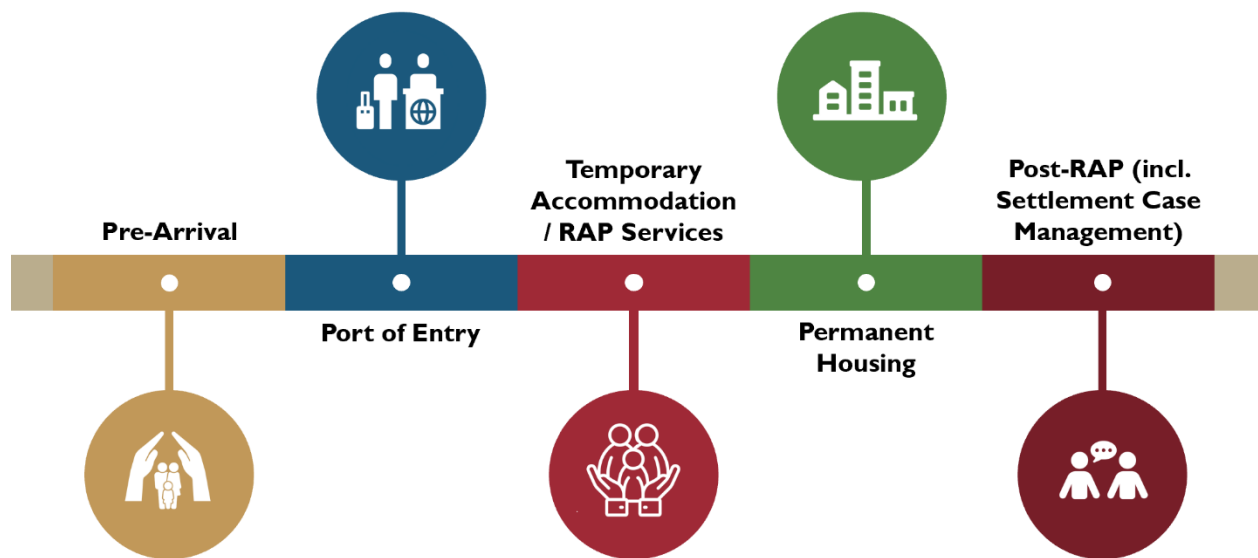 Pre-Arrival
Port of Entry
Temporary
Accommodation
/ RAP Services
Permanent
Housing
Post-RAP (incl.
Settlement Case
Management)